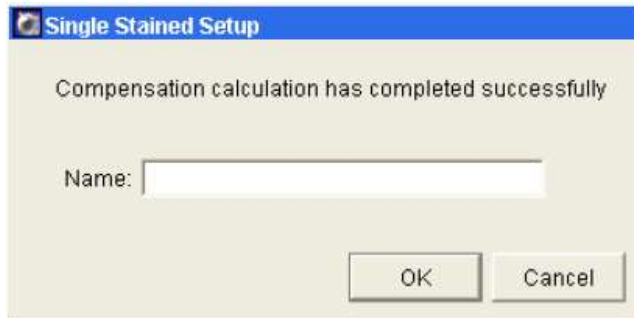 Single Stained Setup
Compensation calculation has completed successfully
Name:
OK Cancel